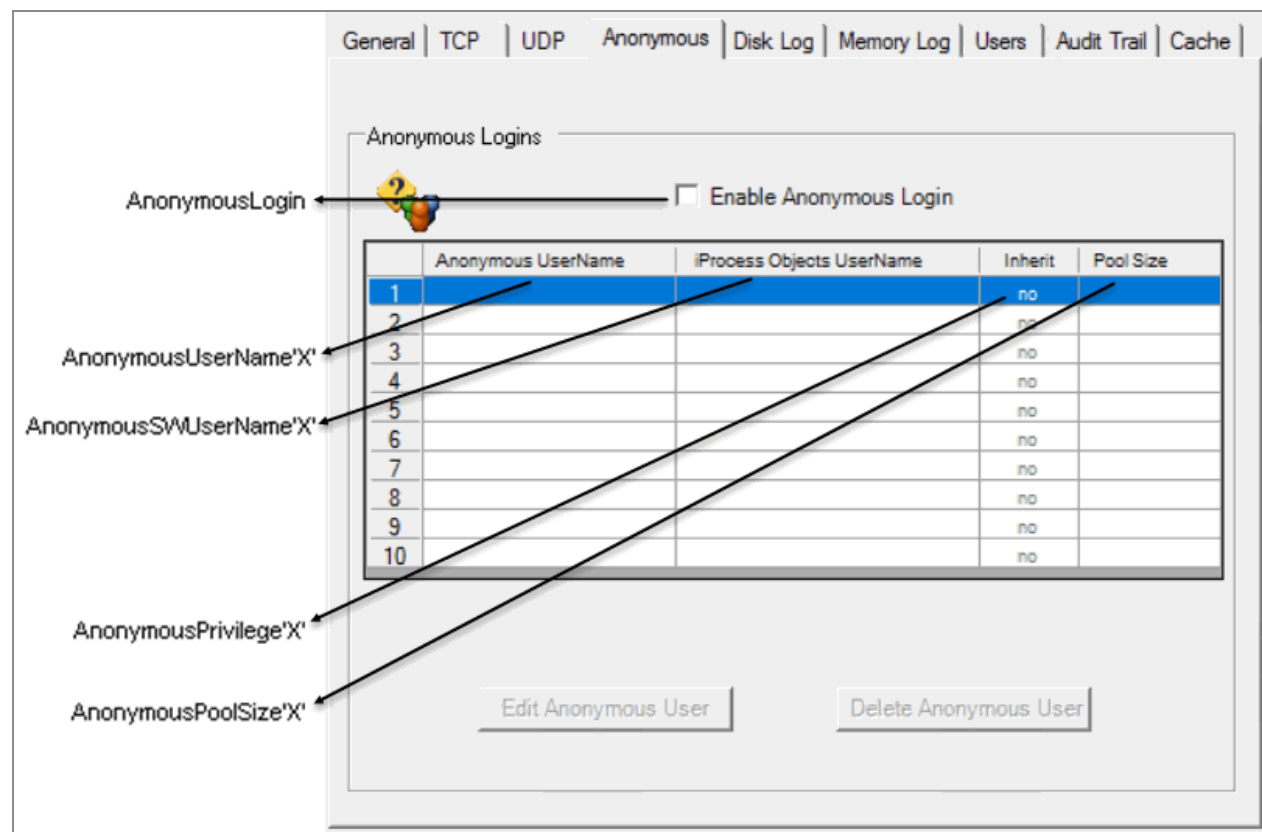 General TCP UDP Anonymous Disk Log Memory Log Users Audit Trail Cache
Anonymous Logins
AnonymousLogin
Enable Anonymous Login
Anonymous UserName iProcess Objects UserName Inherit Pool Size
1 no
2 no
AnonymousUserName'X'
3 no
4 no
5 no
AnonymousSWUserName'X'
6 no
7 no
8 no
9 no
10 no
AnonymousPrivilege'X'
AnonymousPoolSize'X'
Edit Anonymous User Delete Anonymous User